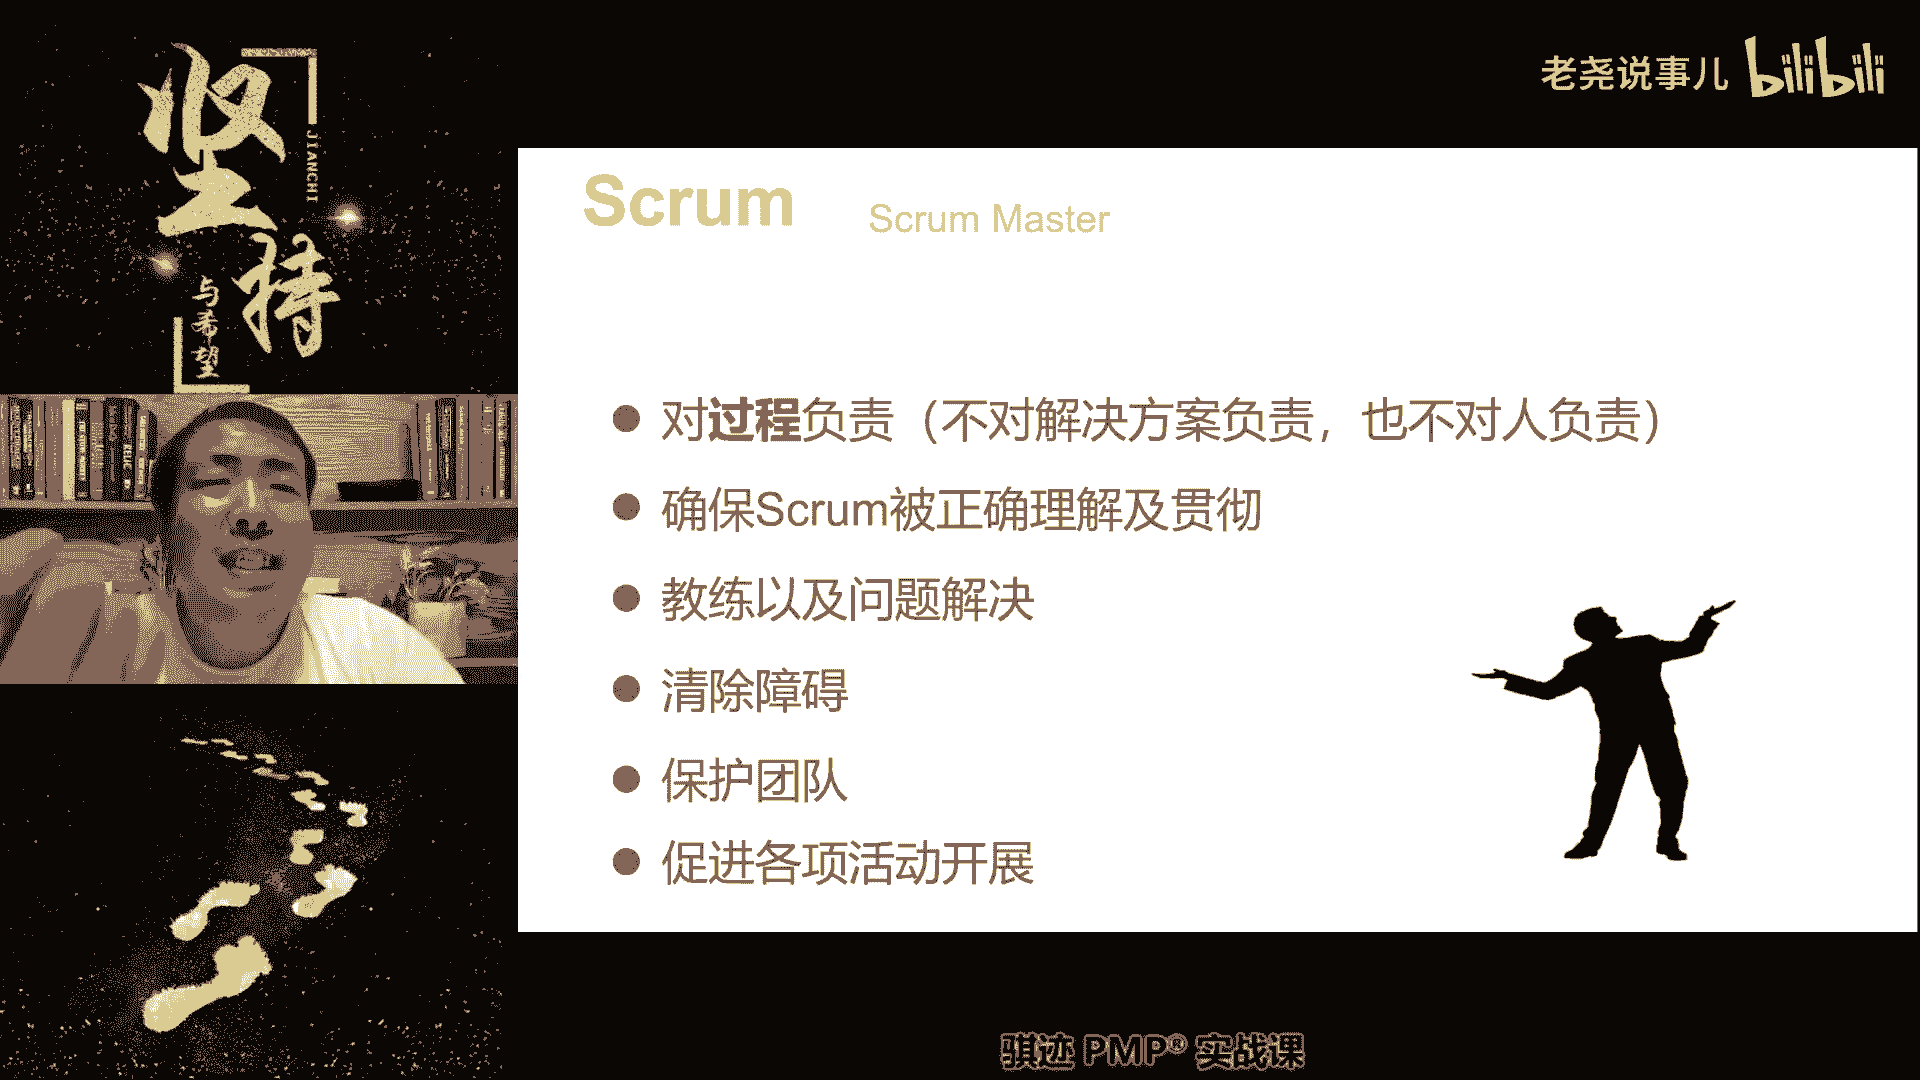 坚持
JIANCHI
与希望
老尧说事儿 bilibili
Scrum Scrum Master
对过程负责（不对解决方案负责，也不对人负责）
确保Scrum被正确理解及贯彻
教练以及问题解决
清除障碍
保护团队
促进各项活动开展
骐迹 PMP® 实战课